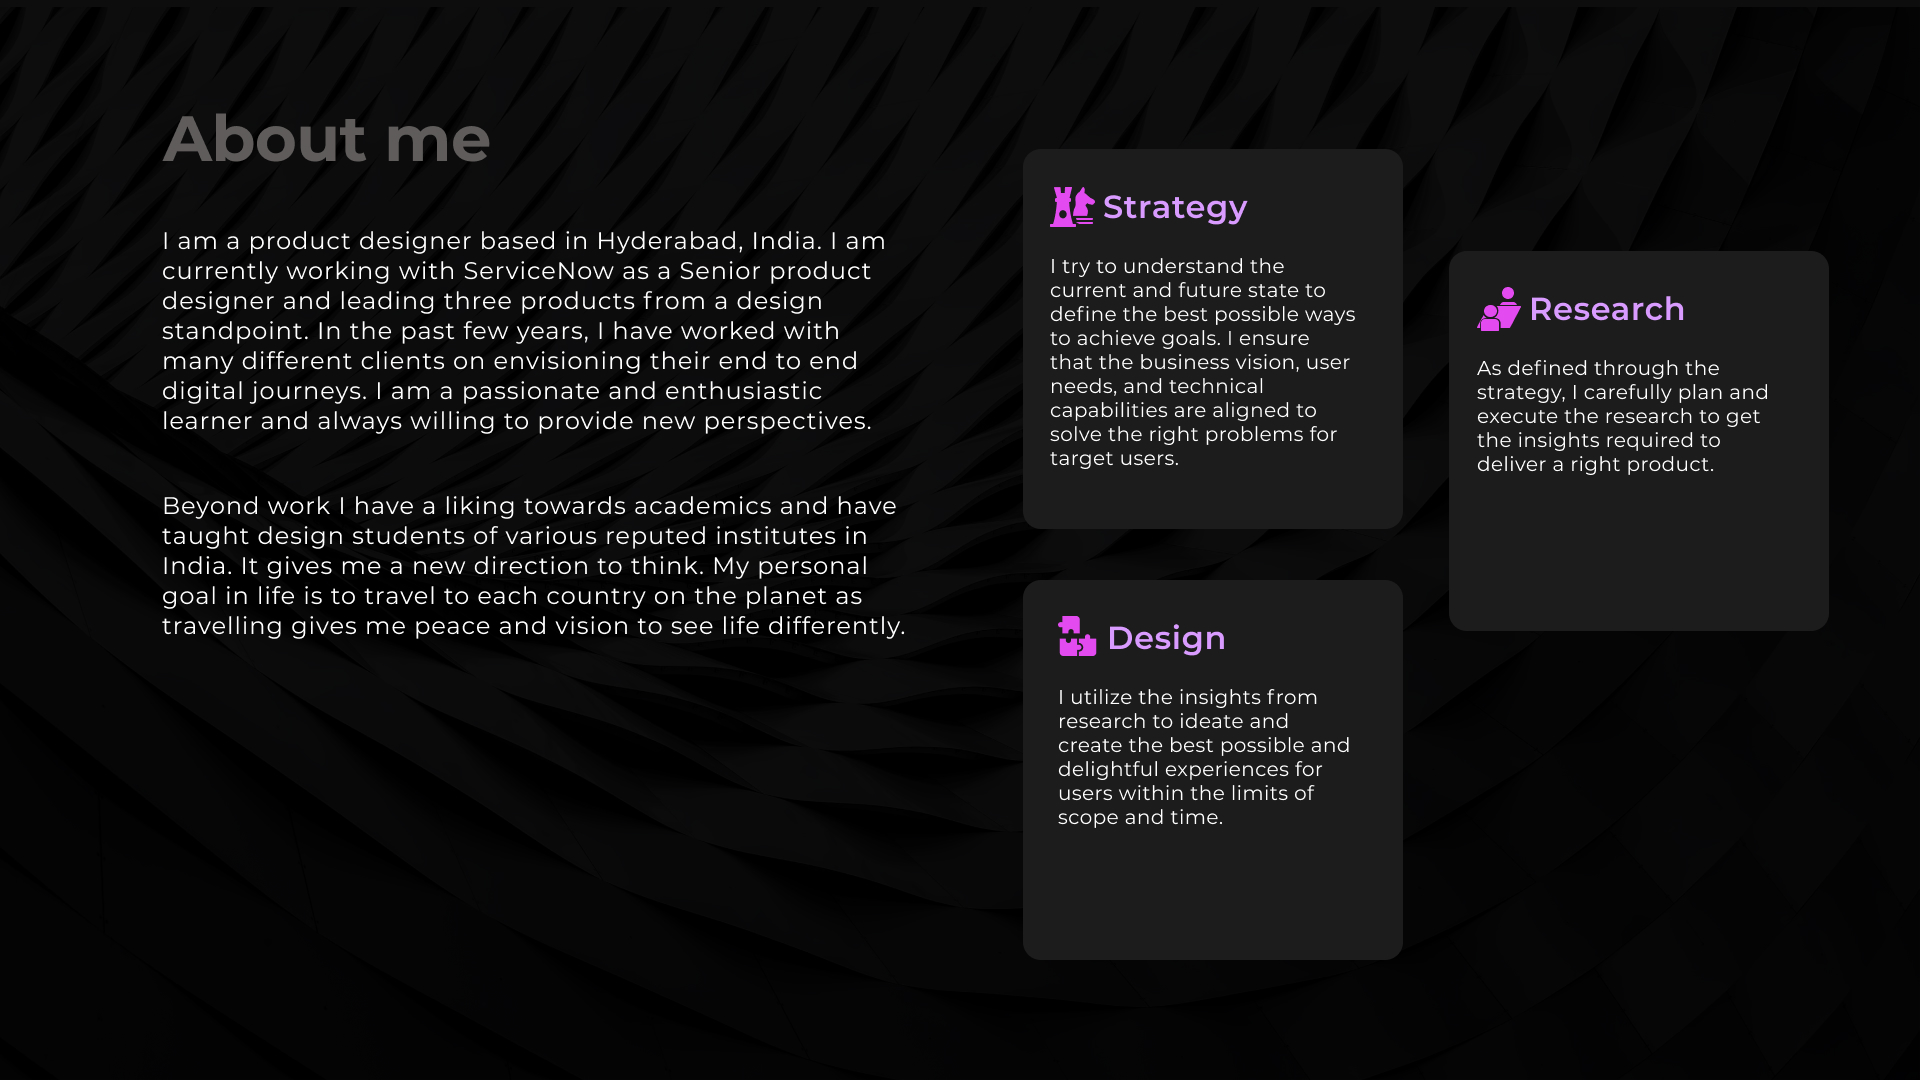 About me
I am a product designer based in Hyderabad, India. I am
currently working with ServiceNow as a Senior product
designer and leading three products from a design
standpoint. In the past few years, I have worked with
many different clients on envisioning their end to end
digital journeys. I am a passionate and enthusiastic
learner and always willing to provide new perspectives.
Beyond work I have a liking towards academics and have
taught design students of various reputed institutes in
India. It gives me a new direction to think. My personal
goal in life is to travel to each country on the planet as
travelling gives me peace and vision to see life differently.
Strategy
I try to understand the
current and future state to
define the best possible ways
to achieve goals. I ensure
that the business vision, user
needs, and technical
capabilities are aligned to
solve the right problems for
target users.
Research
As defined through the
strategy, I carefully plan and
execute the research to get
the insights required to
deliver a right product.
Design
I utilize the insights from
research to ideate and
create the best possible and
delightful experiences for
users within the limits of
scope and time.